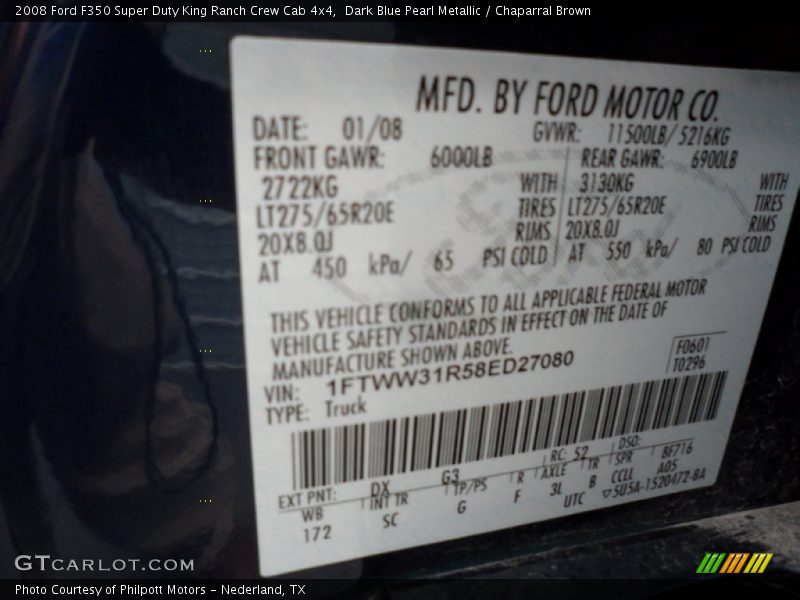 2008 Ford F350 Super Duty King Ranch Crew Cab 4x4,  Dark Blue Pearl Metallic / Chaparral Brown
MFD. BY FORD MOTOR CO.
DATE: 01/08 GVWR: 11500LB/ 5216KG
FRONT GAWR: 6000LB REAR GAWR: 6900LB
2722KG WITH 3130KG WITH
LT275/65R20E TIRES LT275/65R20E TIRES
20X8.0J RIMS 20X8.0J RIMS
AT 450 kPa/ 65 PSI COLD AT 550 kPa/ 80 PSI COLD
THIS VEHICLE CONFORMS TO ALL APPLICABLE FEDERAL MOTOR
VEHICLE SAFETY STANDARDS IN EFFECT ON THE DATE OF
MANUFACTURE SHOWN ABOVE.
F0601
T0296
VIN: 1FTWW31R58ED27080
TYPE: Truck
EXT PNT: DX G3 RC: 52 DSO:
WB INT TR TP/PS R AXLE TR SPR 8F716
172 SC G F 3L B CCLL A05
UTC ▽5U5A-1520472-BA
GTCARLOT.COM
Photo Courtesy of Philpott Motors - Nederland, TX